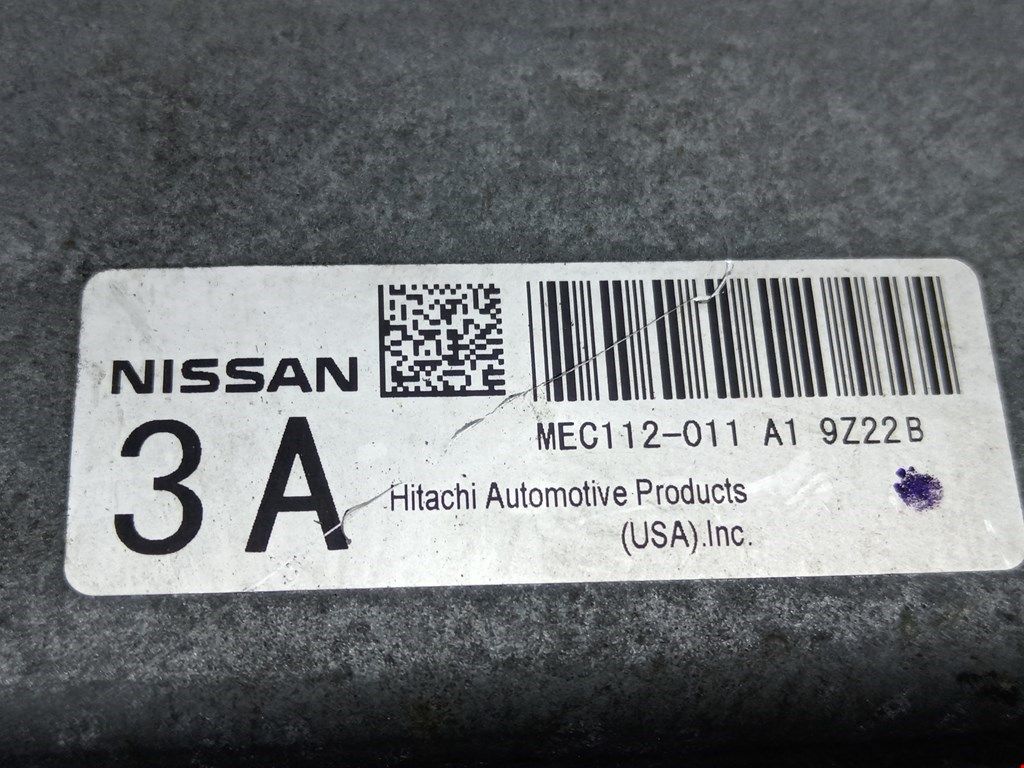 NISSAN
3A
MEC112-011 A1 9Z22B
Hitachi Automotive Products
(USA).Inc.